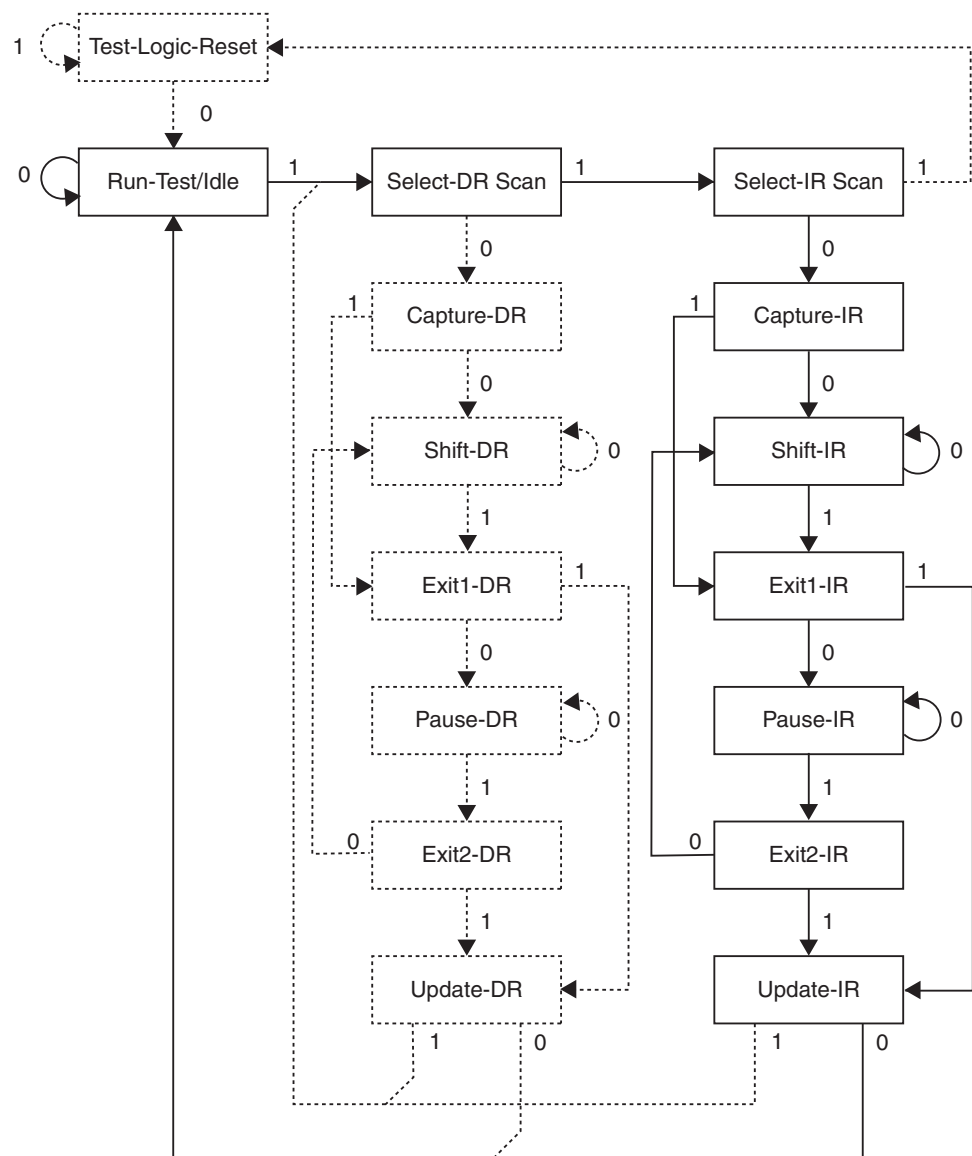 Test-Logic-Reset
1
0
Run-Test/Idle
0
1
Select-DR Scan
1
Select-IR Scan
1
0
0
Capture-DR
1
Capture-IR
1
0
0
Shift-DR
0
Shift-IR
0
1
1
Exit1-DR
1
Exit1-IR
1
0
0
Pause-DR
0
Pause-IR
0
1
1
Exit2-DR
0
Exit2-IR
0
1
1
Update-DR
Update-IR
1
0
1
0